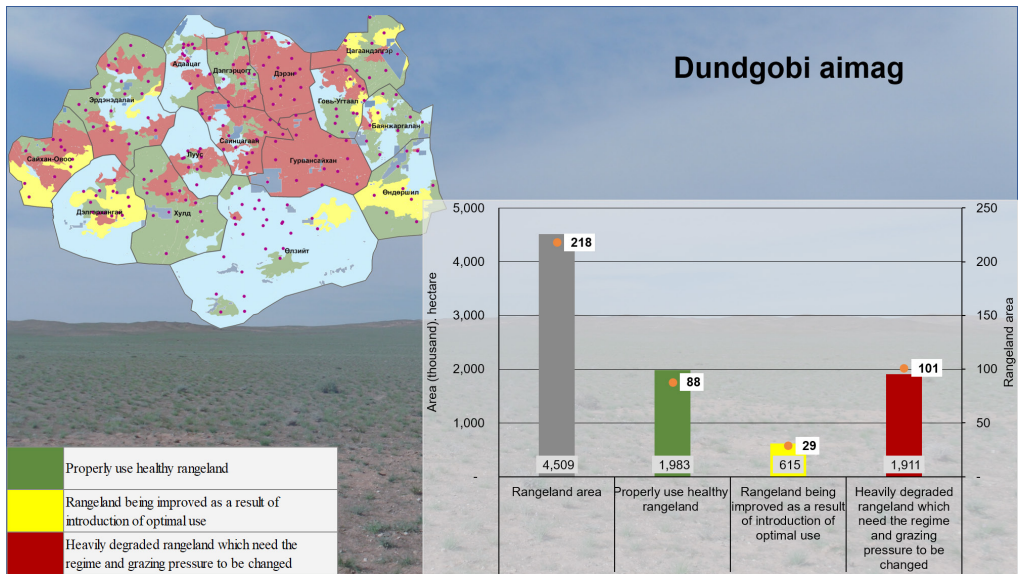 Dundgobi aimag
Цагаандэлгэр
Адаацаг
Дэлгэрцогт
Дэрэн
Эрдэнэдалай
Говь-Угтаал
Баянжаргалан
Сайнцагаан
Сайхан-Овоо
Луус
Гурвансайхан
Өндөршил
Дэлгэрхангай
Хулд
Өлзийт
Properly use healthy rangeland
Rangeland being improved as a result of
introduction of optimal use
Heavily degraded rangeland which need the
regime and grazing pressure to be changed
Area (thousand). hectare
5,000
4,000
3,000
2,000
1,000
-
218
88
29
101
4,509
1,983
615
1,911
250
200
150
100
50
-
Rangeland area
Rangeland area
Properly use healthy
rangeland
Rangeland being
improved as a result
of introduction of
optimal use
Heavily degraded
rangeland which
need the regime
and grazing
pressure to be
changed